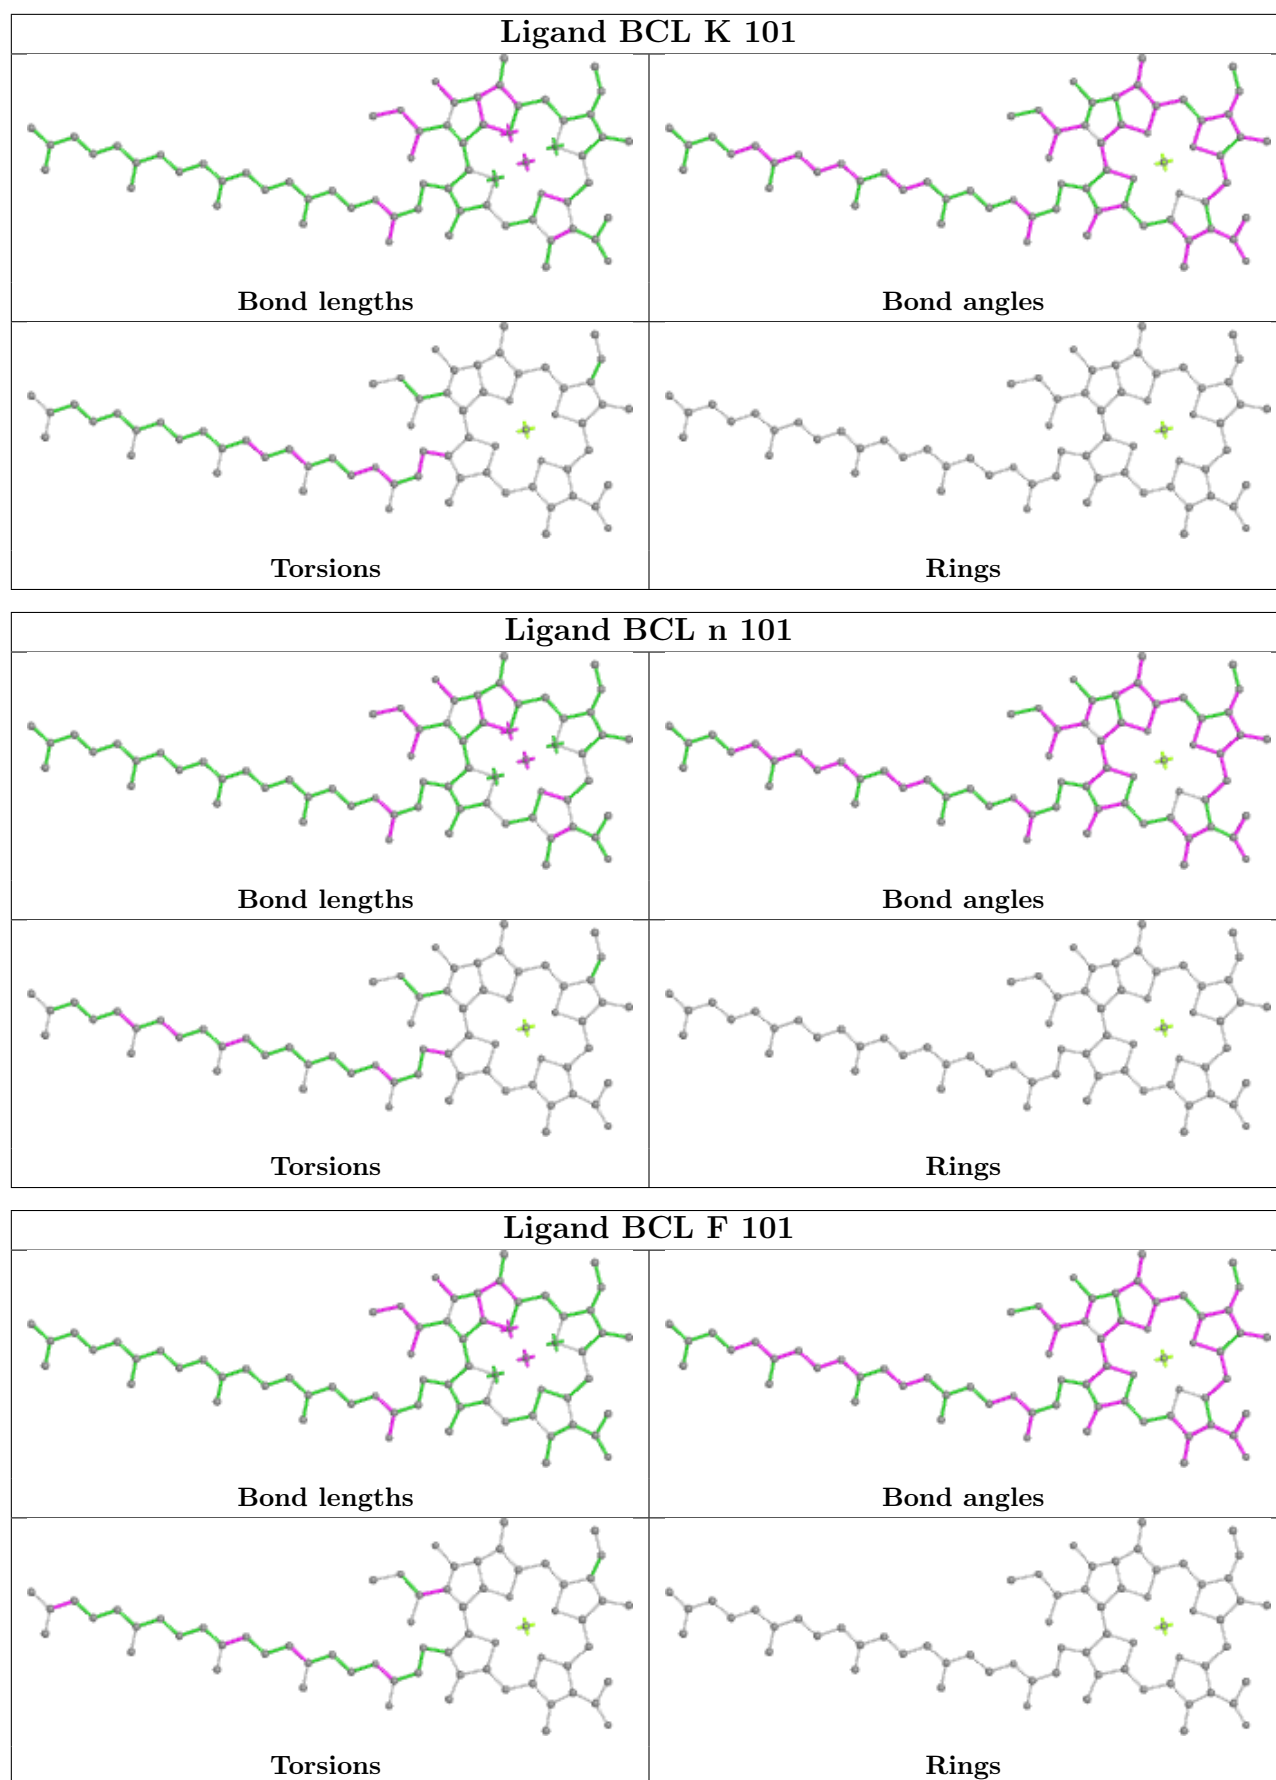 Ligand BCL K 101
Bond lengths
Bond angles
Torsions
Rings
Ligand BCL n 101
Bond lengths
Bond angles
Torsions
Rings
Ligand BCL F 101
Bond lengths
Bond angles
Torsions
Rings